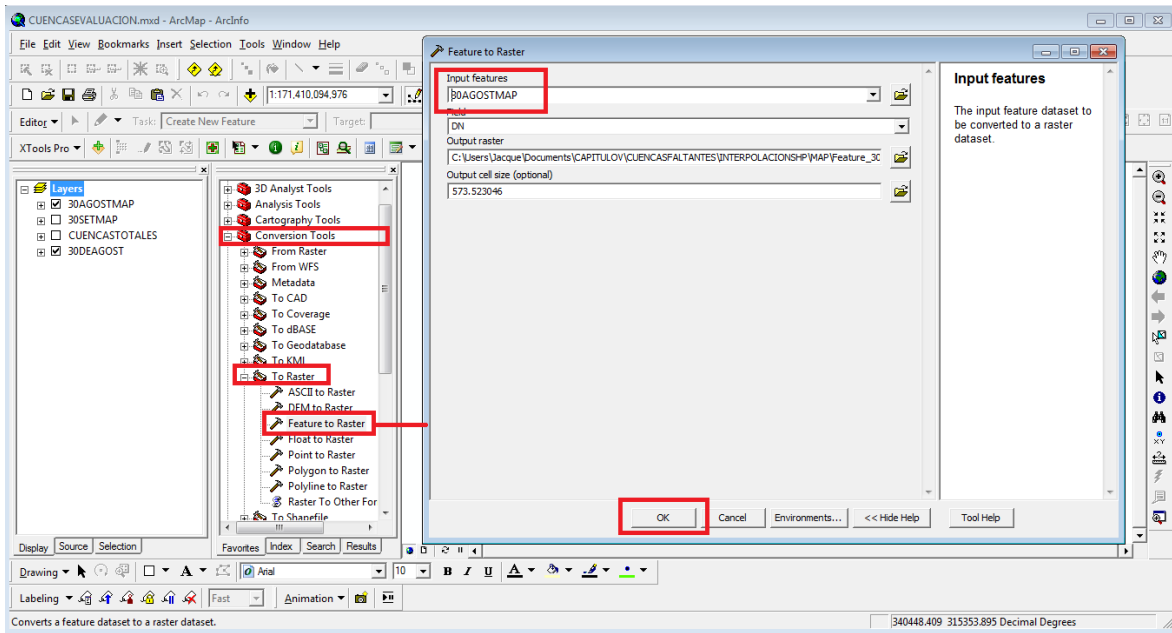 CUENCASEVALUACION.mxd - ArcMap - ArcInfo
File Edit View Bookmarks Insert Selection Tools Window Help
1:171,410,094,976
Editor Task: Create New Feature Target:
XTools Pro
Layers
30AGOSTMAP
30SETMAP
CUENCASTOTALES
30DEAGOST
Display Source Selection
3D Analyst Tools
Analysis Tools
Cartography Tools
Conversion Tools
From Raster
From WFS
Metadata
To CAD
To Coverage
To dBASE
To Geodatabase
To KML
To Raster
ASCII to Raster
DEM to Raster
Feature to Raster
Float to Raster
Point to Raster
Polygon to Raster
Polyline to Raster
Raster To Other For
To Shapefile
Favorites Index Search Results
Feature to Raster
Input features
30AGOSTMAP
Field
DN
Output raster
C:\Users\Jacque\Documents\CAPITULOV\CUENCASFALTANTES\INTERPOLACIONSHP\MAP\Feature_30
Output cell size (optional)
573.523046
OK Cancel Environments... << Hide Help Tool Help
Input features
The input feature dataset to
be converted to a raster
dataset.
Drawing A Arial 10 B I U A
Labeling Fast Animation
Converts a feature dataset to a raster dataset.
340448.409 315353.895 Decimal Degrees